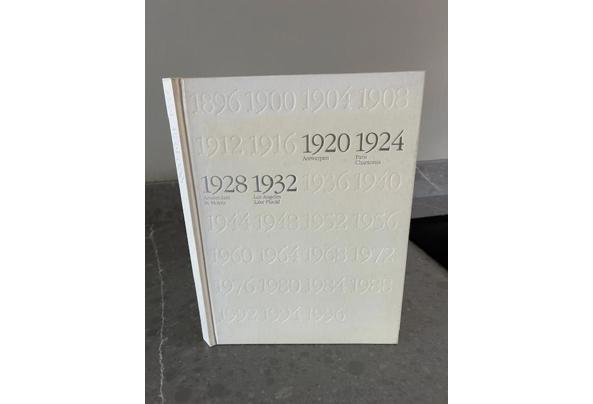 1896 1900 1904 1908
1912 1916 1920 1924
Antwerpen Paris
Chamonix
1928 1932 1936 1940
Amsterdam Los Angeles
St. Moritz Lake Placid
1944 1948 1952 1956
1960 1964 1968 1972
1976 1980 1984 1988
1992 1994 1996